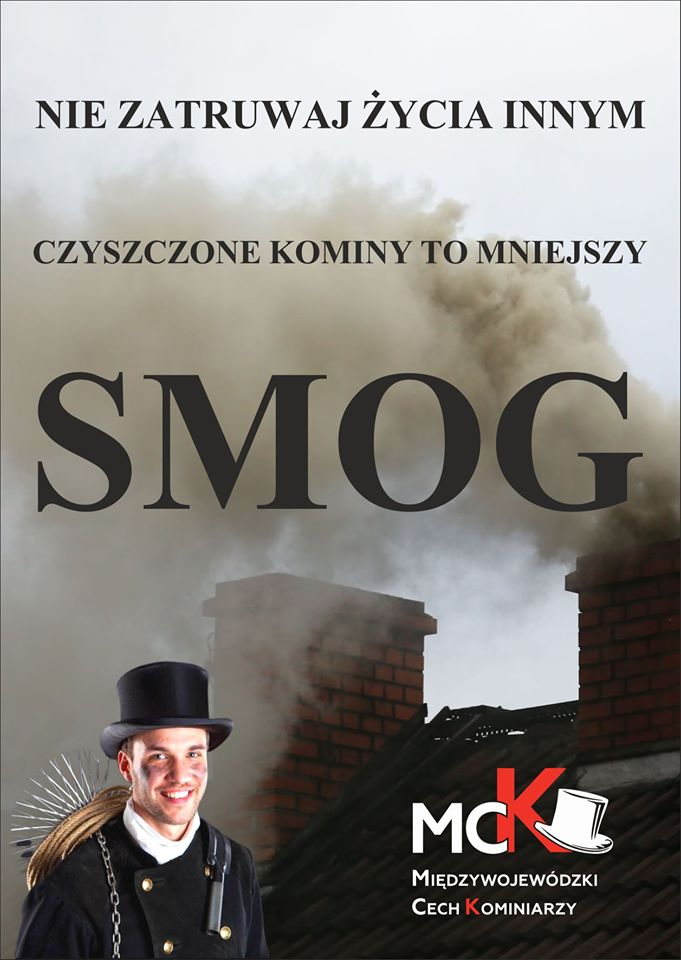 NIE ZATRUWAJ ŻYCIA INNYM
CZYSZCZONE KOMINY TO MNIEJSZY
SMOG
MCK
MIĘDZYWOJEWÓDZKI
CECH KOMINIARZY